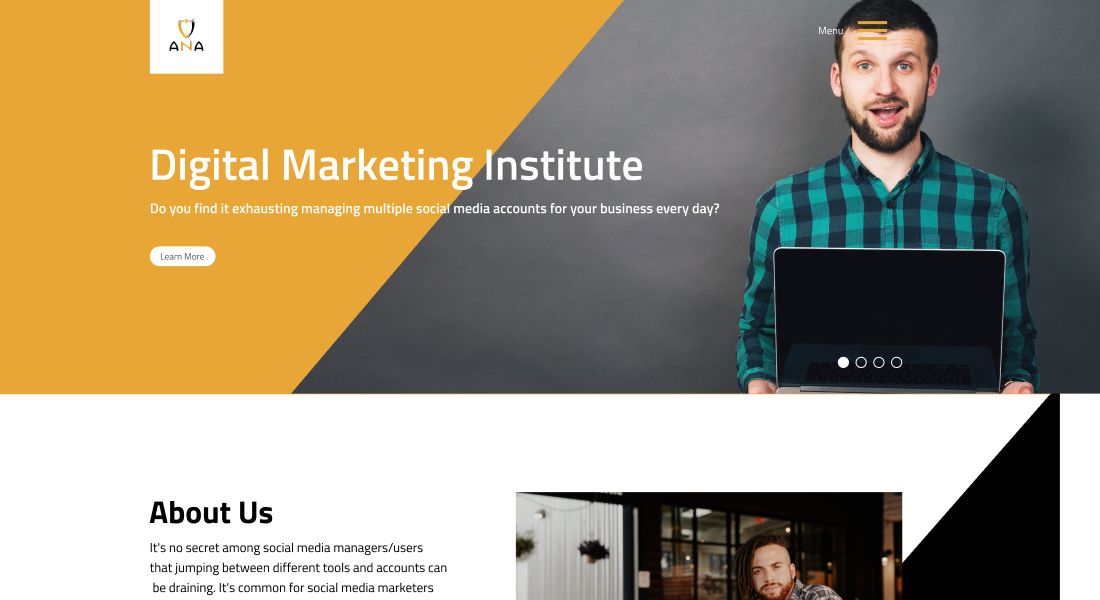 ANA
Menu
Digital Marketing Institute
Do you find it exhausting managing multiple social media accounts for your business every day?
Learn More
About Us
It's no secret among social media managers/users
that jumping between different tools and accounts can
be draining. It's common for social media marketers